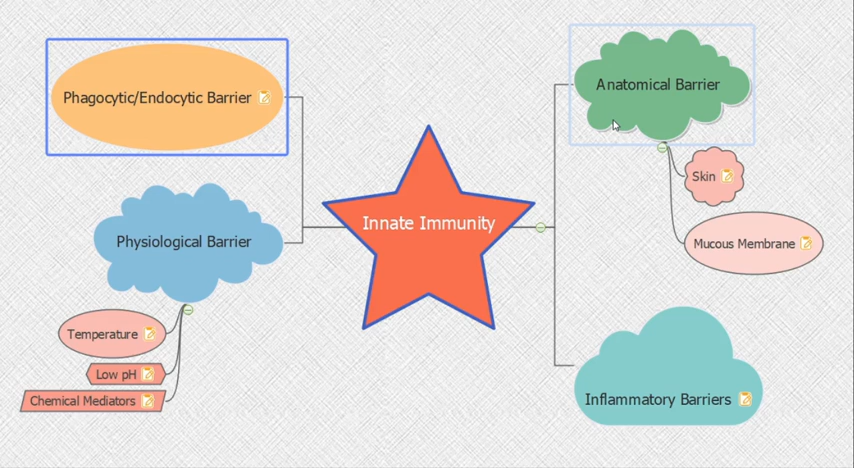 Phagocytic/Endocytic Barrier
Anatomical Barrier
Skin
Innate Immunity
Physiological Barrier
Mucous Membrane
Temperature
Low pH
Chemical Mediators
Inflammatory Barriers